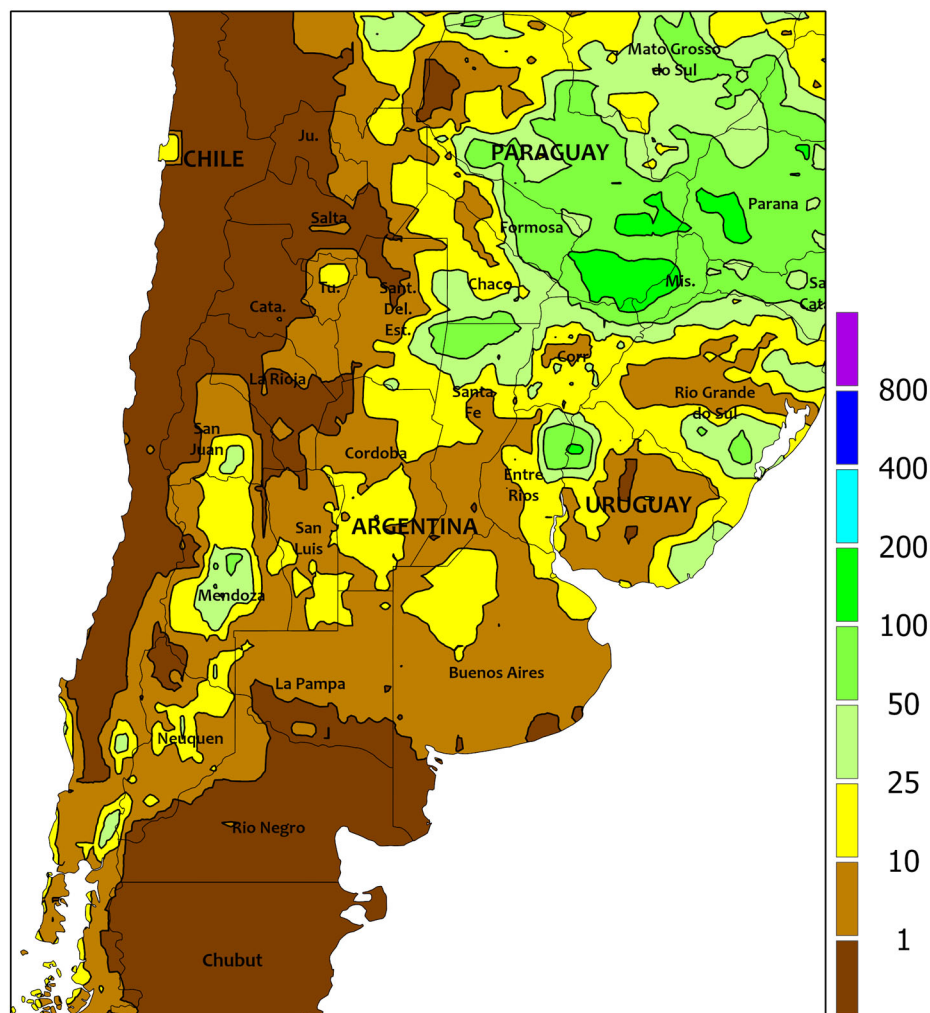 Mato Grosso
do Sul
Ju.
CHILE
PARAGUAY
Parana
Salta
Formosa
Tu.
Sant.
Del.
Est.
Chaco
Mis.
Sa
Cat
Cata.
Corr
La Rioja
Santa
Fe
Rio Grande
do Sul
800
San
Juan
Cordoba
Entre
Rios
400
URUGUAY
ARGENTINA
San
Luis
200
Mendoza
100
Buenos Aires
La Pampa
50
Neuquen
25
Rio Negro
10
1
Chubut